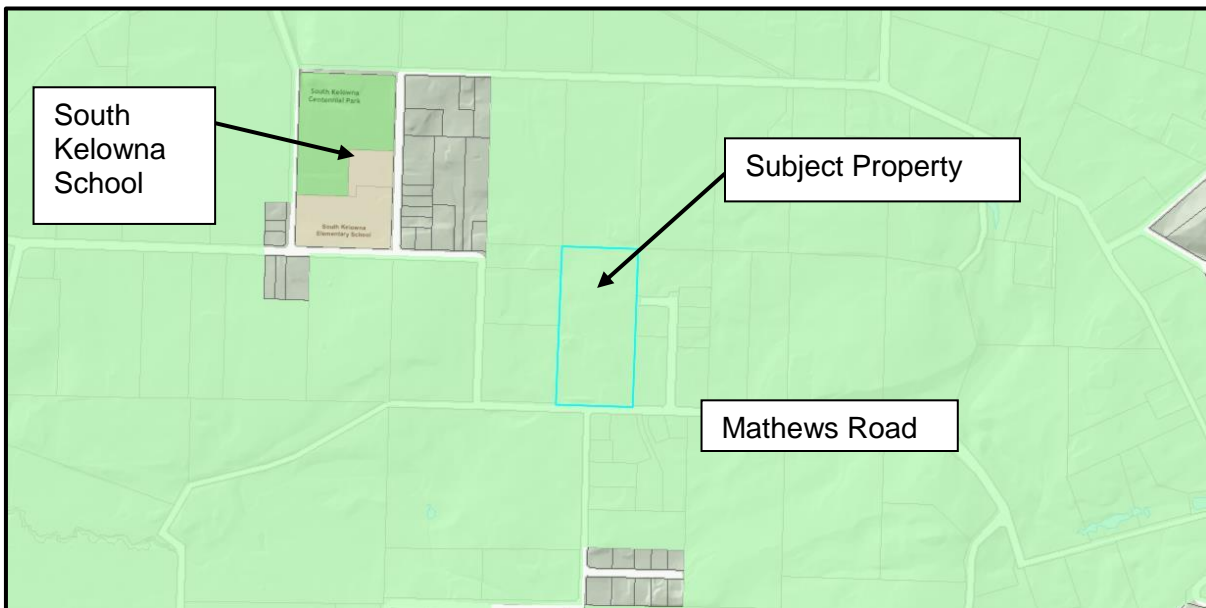 South Kelowna
Centennial Park
South
Kelowna
School
Subject Property
South Kelowna
Elementary School
Mathews Road